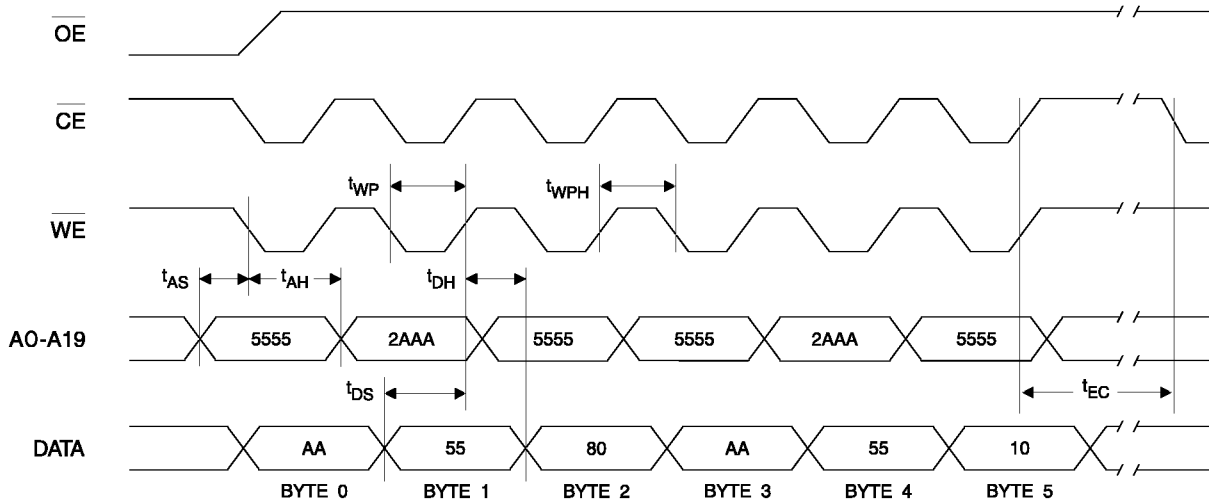 OE
CE
tWP
tWPH
WE
tAS
tAH
tDH
A0-A19
5555
2AAA
5555
5555
2AAA
5555
tDS
tEC
DATA
AA
55
80
AA
55
10
BYTE 0
BYTE 1
BYTE 2
BYTE 3
BYTE 4
BYTE 5